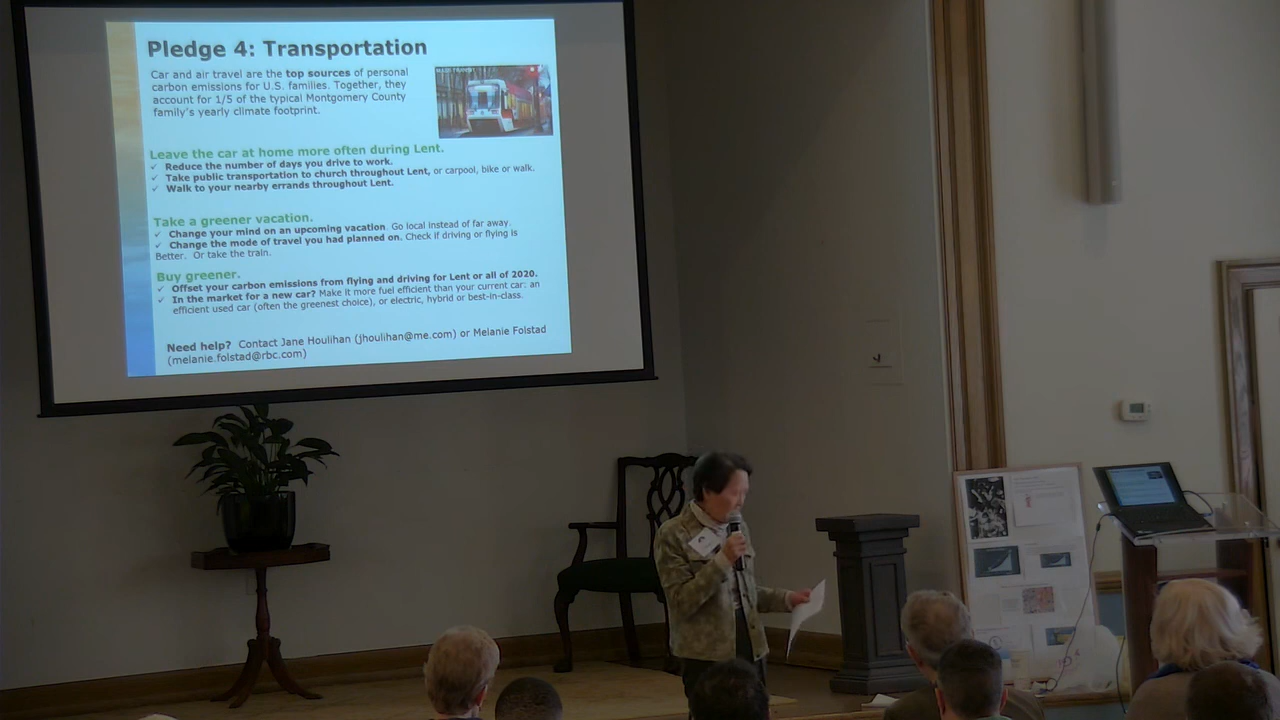 Pledge 4: Transportation
Car and air travel are the top sources of personal
carbon emissions for U.S. families. Together, they
account for 1/5 of the typical Montgomery County
family's yearly climate footprint.
Leave the car at home more often during Lent.
✓ Reduce the number of days you drive to work.
✓ Take public transportation to church throughout Lent, or carpool, bike or walk.
✓ Walk to your nearby errands throughout Lent.
Take a greener vacation.
✓ Change your mind on an upcoming vacation. Go local instead of far away.
✓ Change the mode of travel you had planned on. Check if driving or flying is
Better. Or take the train.
Buy greener.
✓ Offset your carbon emissions from flying and driving for Lent or all of 2020.
✓ In the market for a new car? Make it more fuel efficient than your current car: an
efficient used car (often the greenest choice), or electric, hybrid or best-in-class.
Need help? Contact Jane Houlihan (jhoulihan@me.com) or Melanie Folstad
(melanie.folstad@rbc.com)